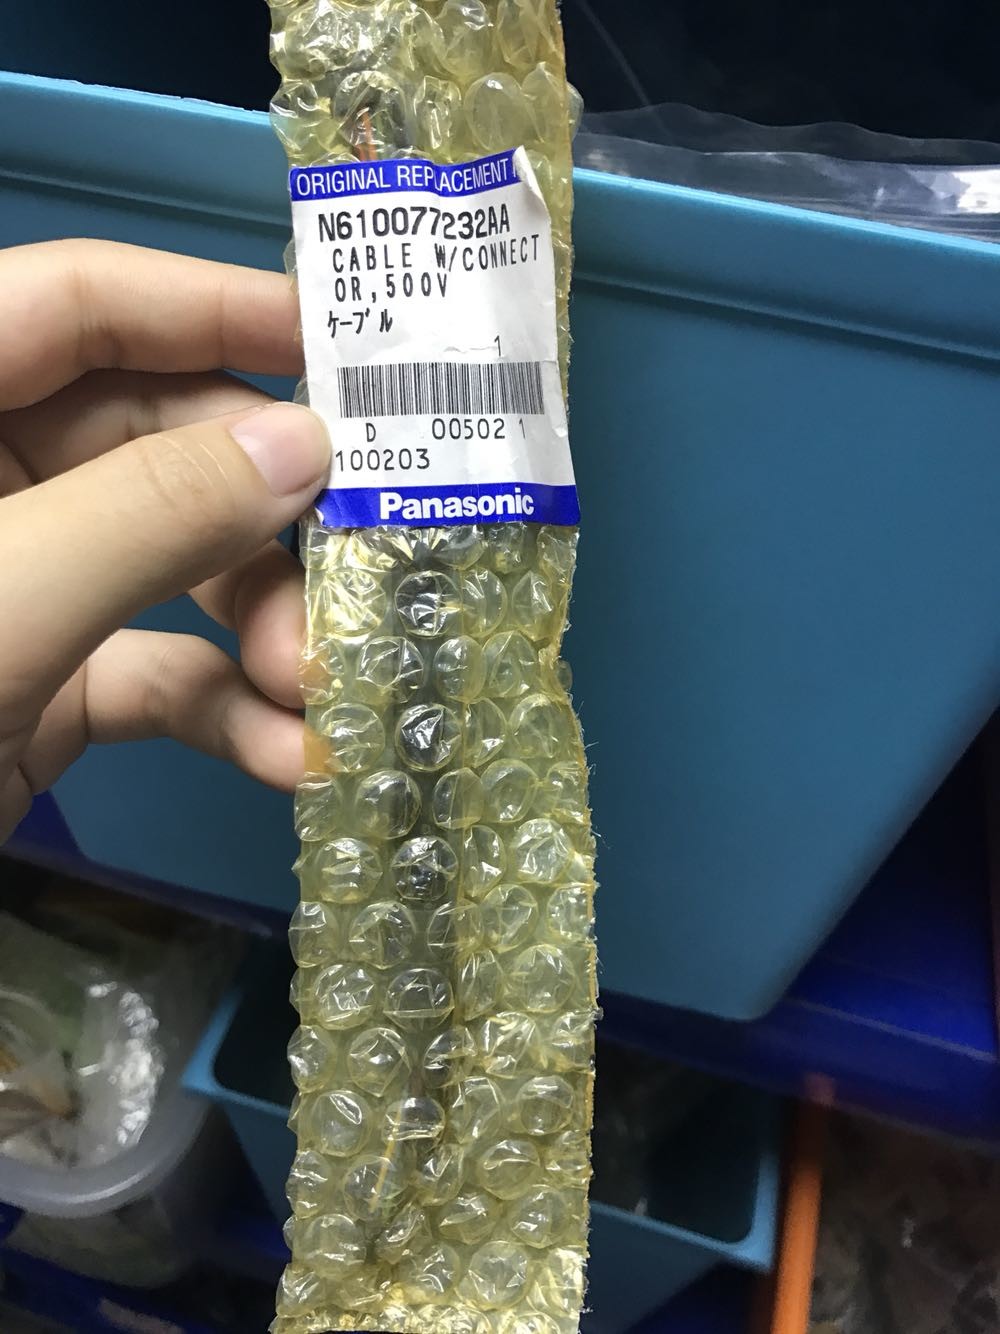 ORIGINAL REPLACEMENT
N610077232AA
CABLE W/CONNECT
OR,500V
ケーブル
1
D 00502 1
100203
Panasonic